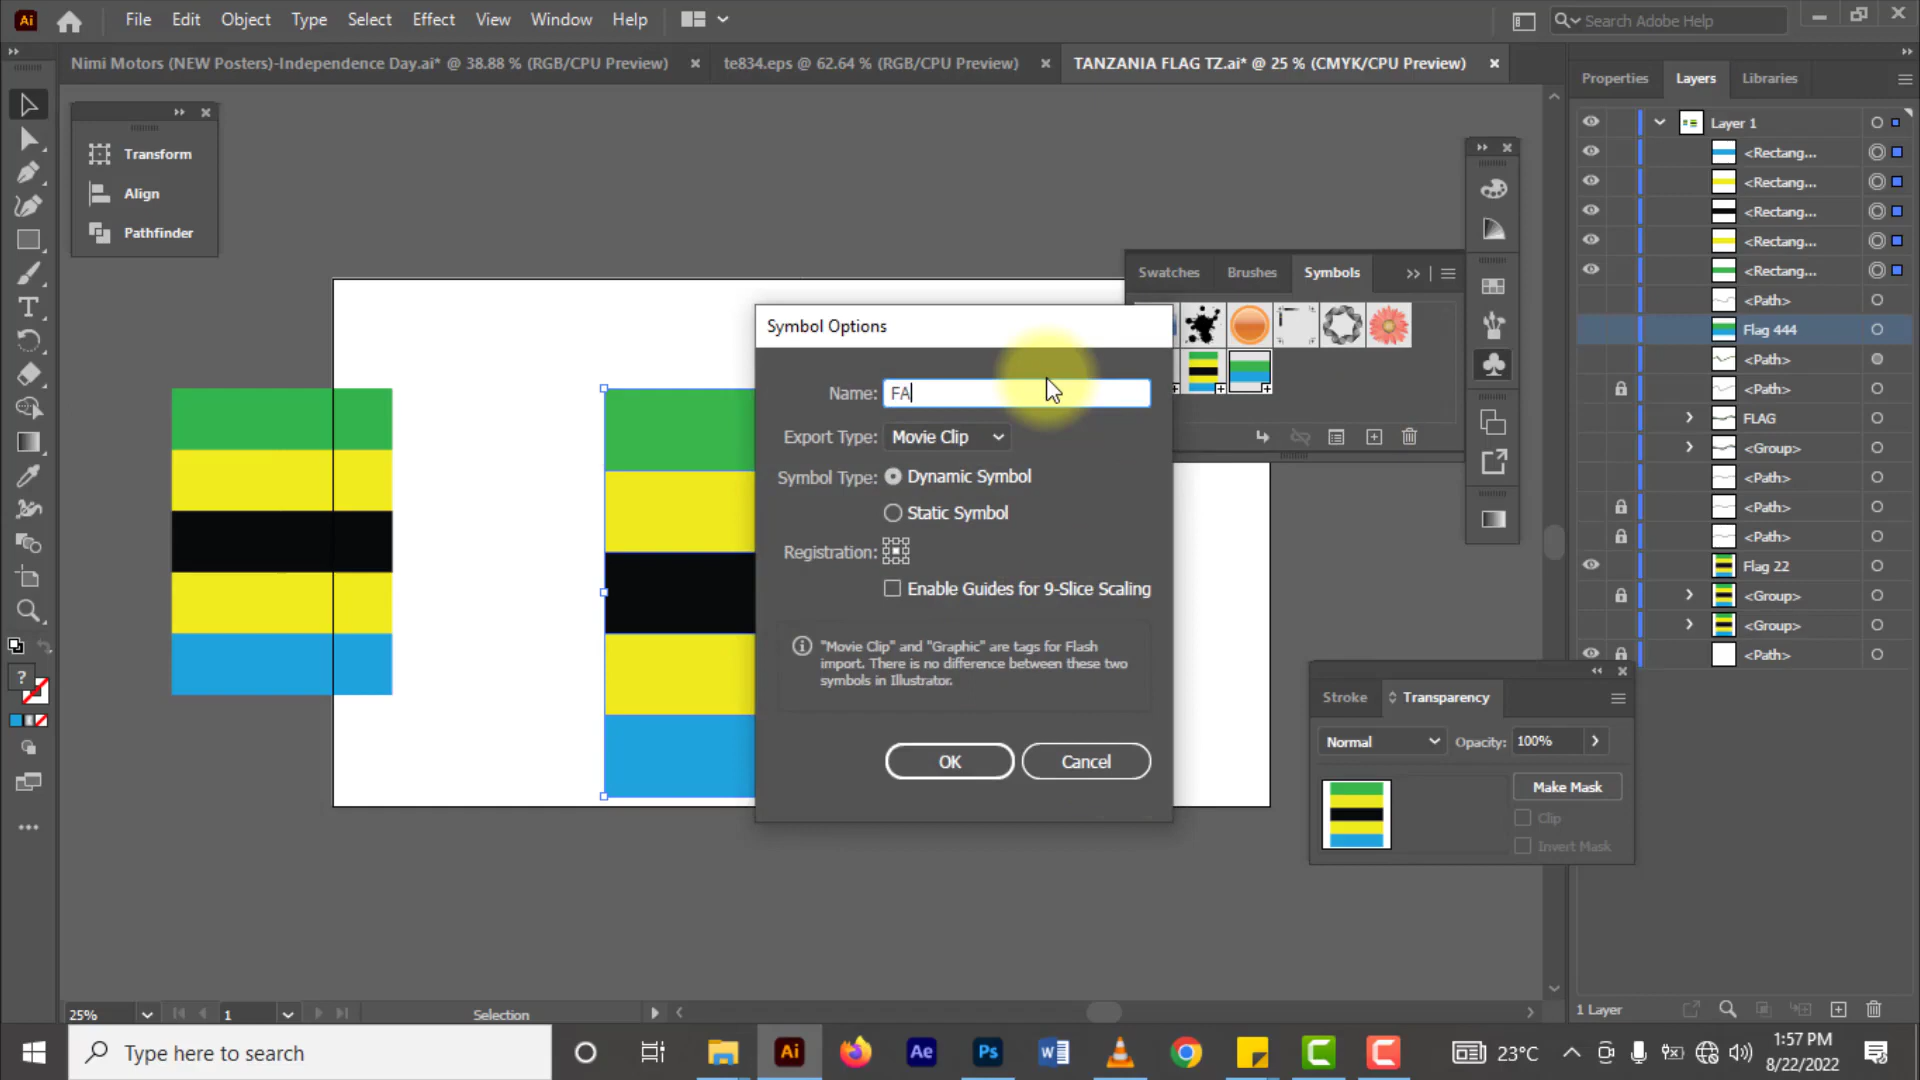 Ai File Edit Object Type Select Effect View Window Help Search Adobe Help
Nimi Motors (NEW Posters)-Independence Day.ai* @ 38.88 % (RGB/CPU Preview) te834.eps @ 62.64 % (RGB/CPU Preview) TANZANIA FLAG TZ.ai* @ 25 % (CMYK/CPU Preview)
Properties Layers Libraries
Transform
Align
Pathfinder
Layer 1
<Rectang...
<Rectang...
<Rectang...
<Rectang...
<Rectang...
<Path>
Flag 444
<Path>
<Path>
FLAG
<Group>
<Path>
<Path>
<Path>
Flag 22
<Group>
<Group>
<Path>
Swatches Brushes Symbols
Symbol Options
Name: FA
Export Type: Movie Clip
Symbol Type: Dynamic Symbol
Static Symbol
Registration:
Enable Guides for 9-Slice Scaling
"Movie Clip" and "Graphic" are tags for Flash
import. There is no difference between these two
symbols in Illustrator.
OK Cancel
Stroke Transparency
Normal Opacity: 100%
Make Mask
Clip
Invert Mask
?
25% 1 Selection
1 Layer
Type here to search Ai Ae Ps 23°C
1:57 PM
8/22/2022